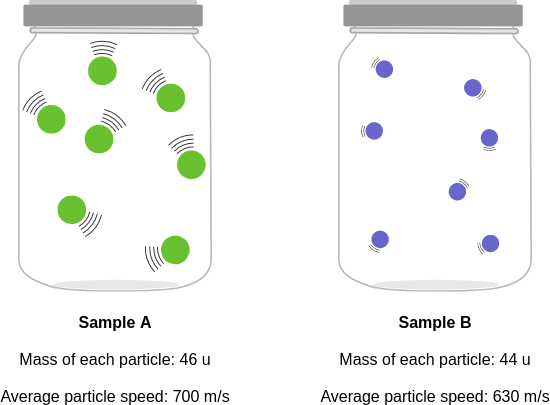 Sample A
Mass of each particle: 46 u
Average particle speed: 700 m/s
Sample B
Mass of each particle: 44 u
Average particle speed: 630 m/s